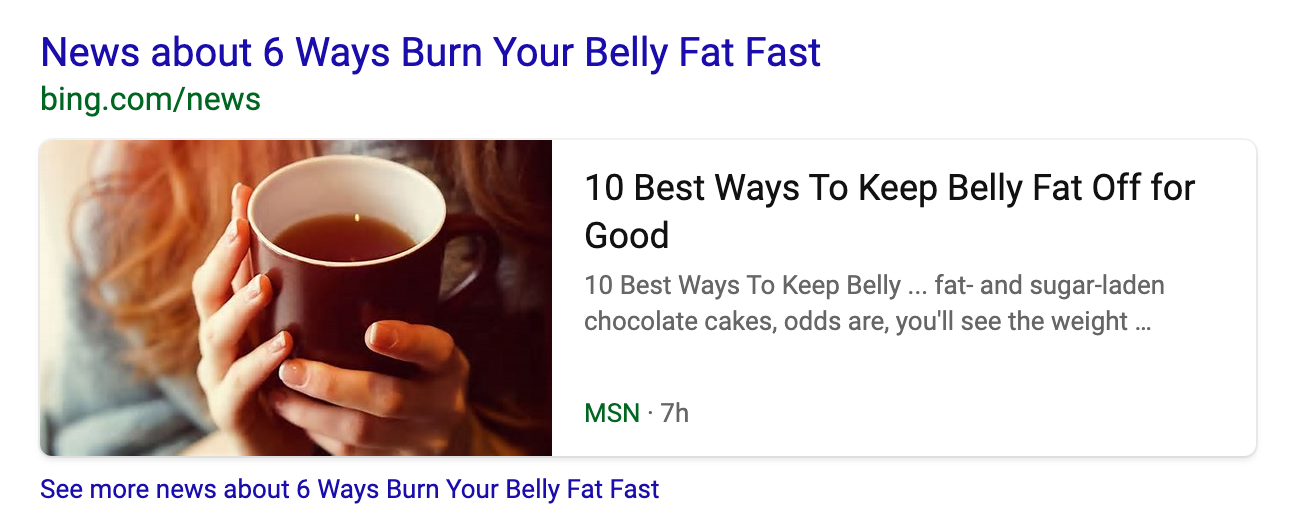 News about 6 Ways Burn Your Belly Fat Fast
bing.com/news
10 Best Ways To Keep Belly Fat Off for
Good
10 Best Ways To Keep Belly ... fat- and sugar-laden
chocolate cakes, odds are, you'll see the weight ...
MSN · 7h
See more news about 6 Ways Burn Your Belly Fat Fast